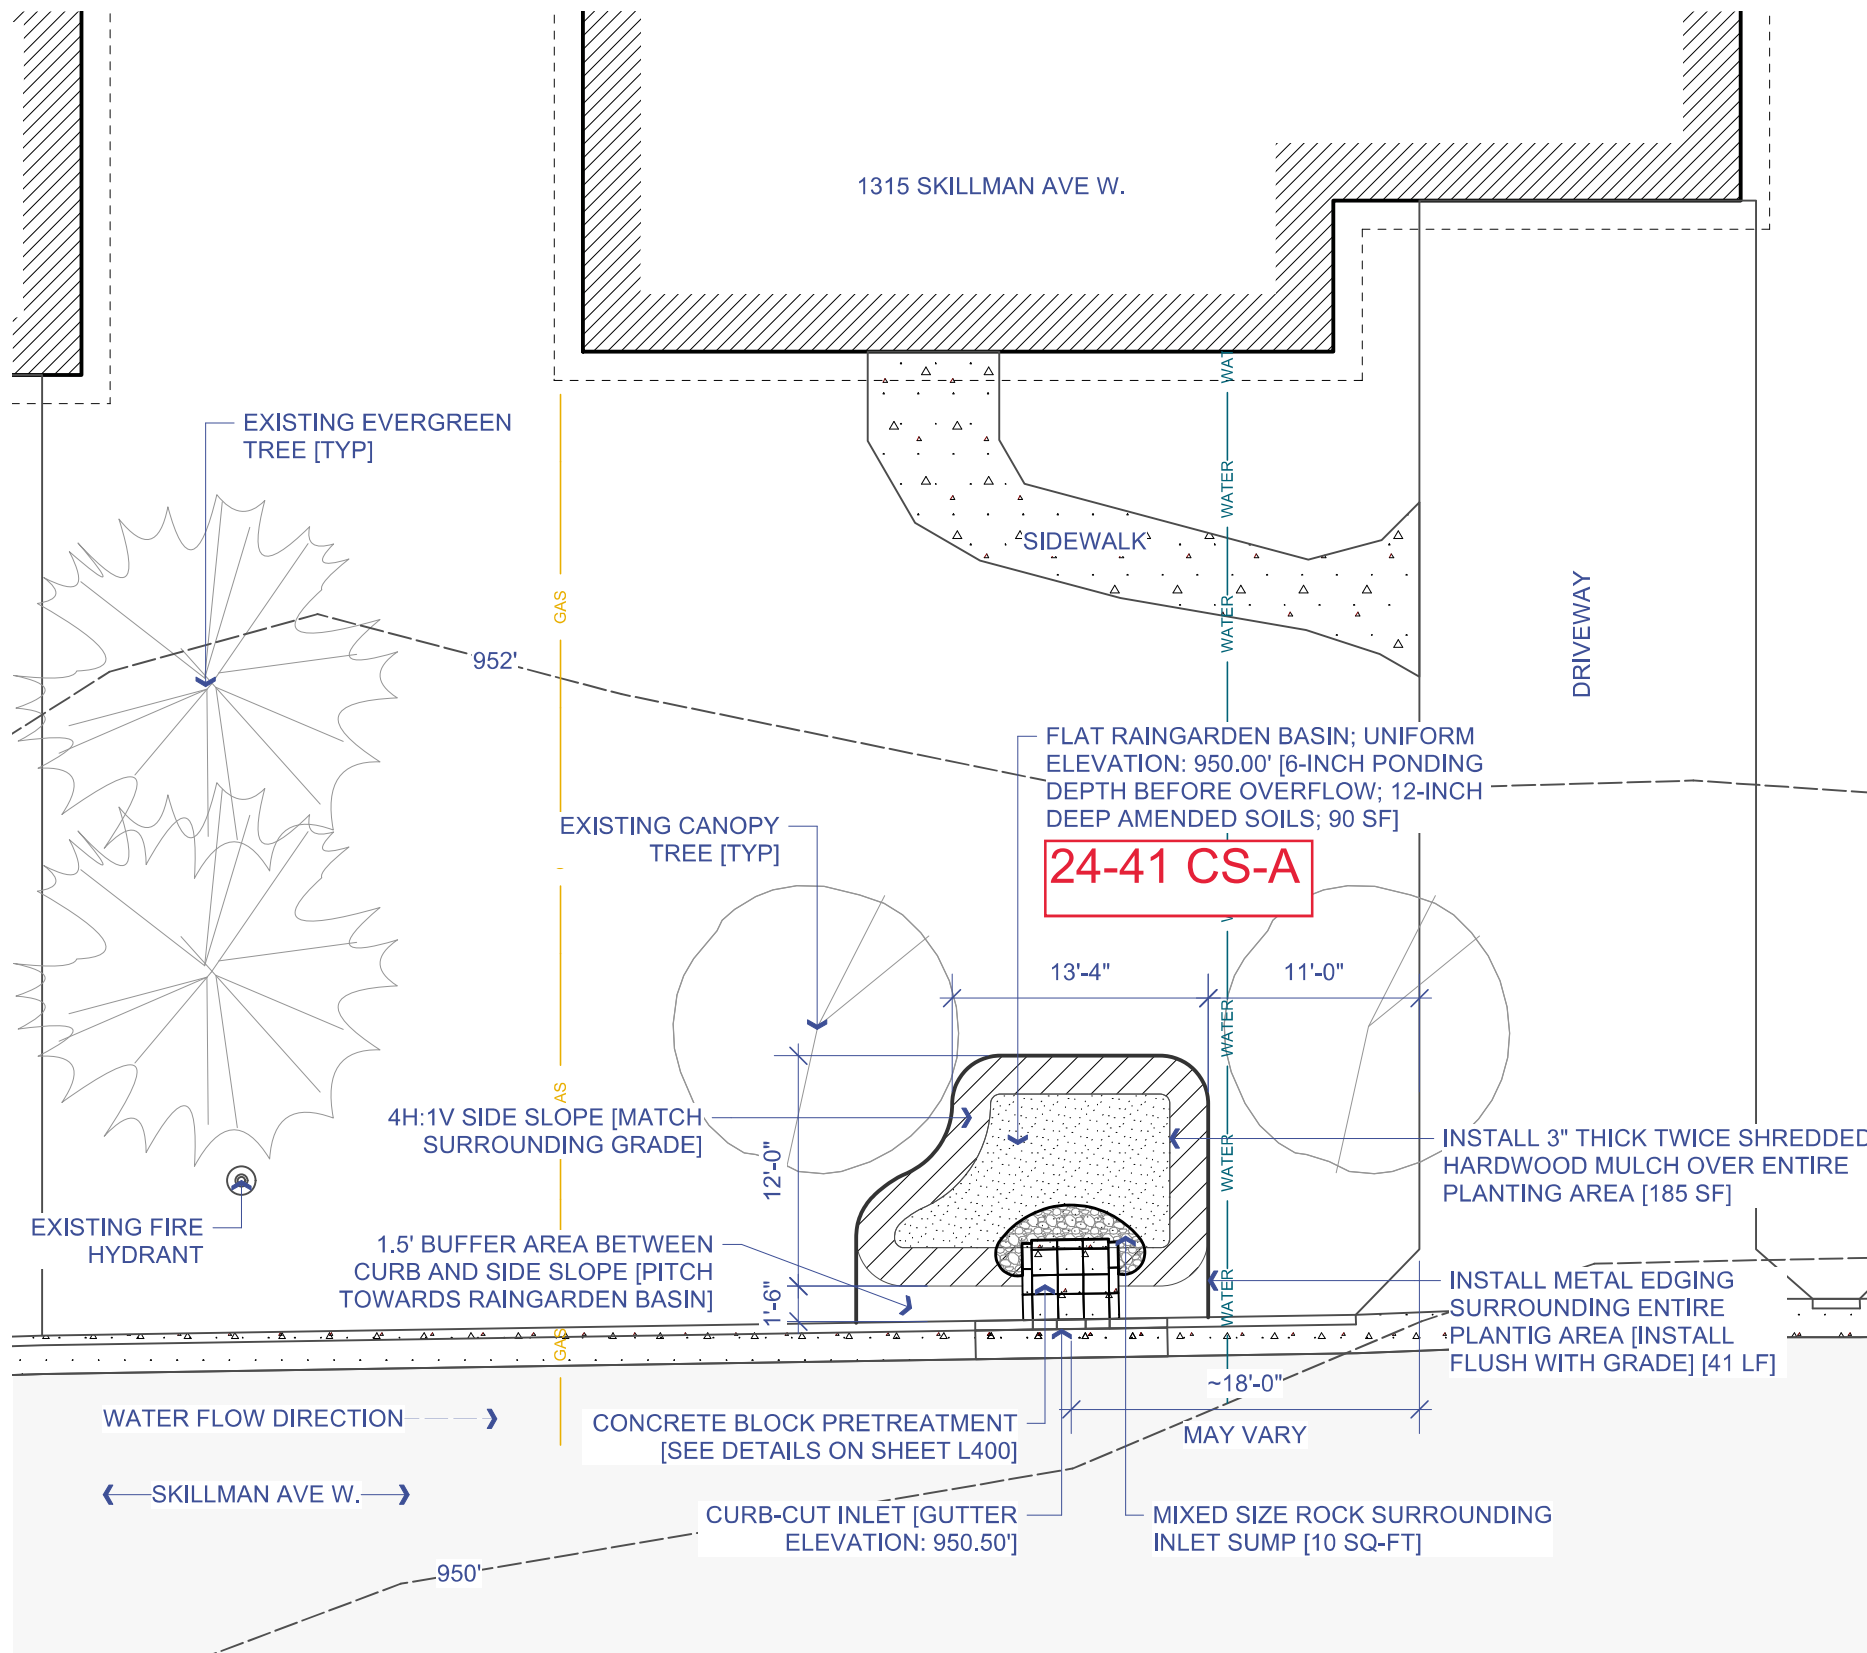 1315 SKILLMAN AVE W.
WAT
EXISTING EVERGREEN
TREE [TYP]
WATER
SIDEWALK
GAS
WATER
DRIVEWAY
952'
FLAT RAINGARDEN BASIN; UNIFORM
ELEVATION: 950.00' [6-INCH PONDING
DEPTH BEFORE OVERFLOW; 12-INCH
DEEP AMENDED SOILS; 90 SF]
EXISTING CANOPY
TREE [TYP]
24-41 CS-A
13'-4"
11'-0"
WATER
AS
4H:1V SIDE SLOPE [MATCH
SURROUNDING GRADE]
12'-0"
WATER
INSTALL 3" THICK TWICE SHREDDED
HARDWOOD MULCH OVER ENTIRE
PLANTING AREA [185 SF]
EXISTING FIRE
HYDRANT
1.5' BUFFER AREA BETWEEN
CURB AND SIDE SLOPE [PITCH
TOWARDS RAINGARDEN BASIN]
1'-6"
WATER
INSTALL METAL EDGING
SURROUNDING ENTIRE
PLANTIG AREA [INSTALL
FLUSH WITH GRADE] [41 LF]
GAS
~18'-0"
MAY VARY
WATER FLOW DIRECTION
CONCRETE BLOCK PRETREATMENT
[SEE DETAILS ON SHEET L400]
SKILLMAN AVE W.
CURB-CUT INLET [GUTTER
ELEVATION: 950.50']
MIXED SIZE ROCK SURROUNDING
INLET SUMP [10 SQ-FT]
950'